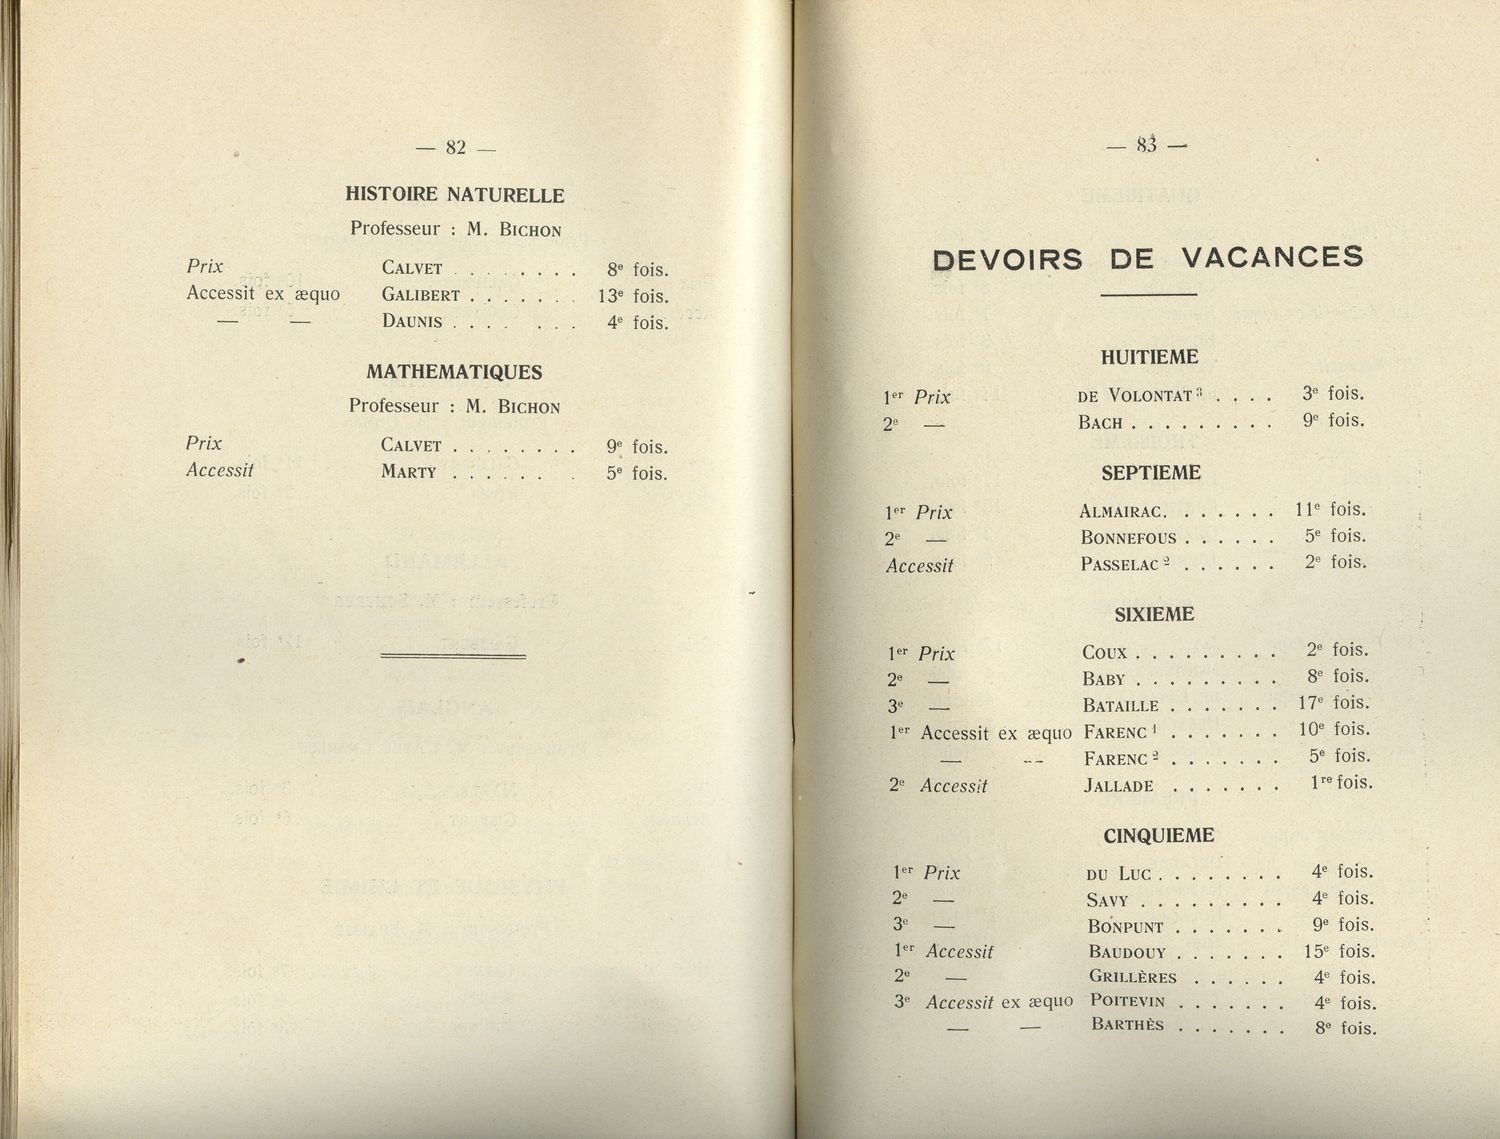 — 82 —
HISTOIRE NATURELLE
Professeur : M. BICHON
Prix CALVET . . . . . . . . 8e fois.
Accessit ex æquo GALIBERT . . . . . . . 13e fois.
— — DAUNIS . . . . . . . 4e fois.
MATHEMATIQUES
Professeur : M. BICHON
Prix CALVET . . . . . . . . 9e fois.
Accessit MARTY . . . . . . . 5e fois.
— 83 —
DEVOIRS DE VACANCES
HUITIEME
1er Prix DE VOLONTAT 3 . . . . 3e fois.
2e — BACH . . . . . . . . . 9e fois.
SEPTIEME
1er Prix ALMAIRAC. . . . . . . 11e fois.
2e — BONNEFOUS . . . . . . 5e fois.
Accessit PASSELAC 2 . . . . . . 2e fois.
SIXIEME
1er Prix COUX . . . . . . . . . 2e fois.
2e — BABY . . . . . . . . . 8e fois.
3e — BATAILLE . . . . . . . 17e fois.
1er Accessit ex æquo FARENC 1 . . . . . . . 10e fois.
— -- FARENC 2 . . . . . . . 5e fois.
2e Accessit JALLADE . . . . . . . 1re fois.
CINQUIEME
1er Prix DU LUC . . . . . . . . 4e fois.
2e — SAVY . . . . . . . . . 4e fois.
3e — BONPUNT . . . . . . . 9e fois.
1er Accessit BAUDOUY . . . . . . . 15e fois.
2e — GRILLÈRES . . . . . . 4e fois.
3e Accessit ex æquo POITEVIN . . . . . . . 4e fois.
— — BARTHÈS . . . . . . . 8e fois.